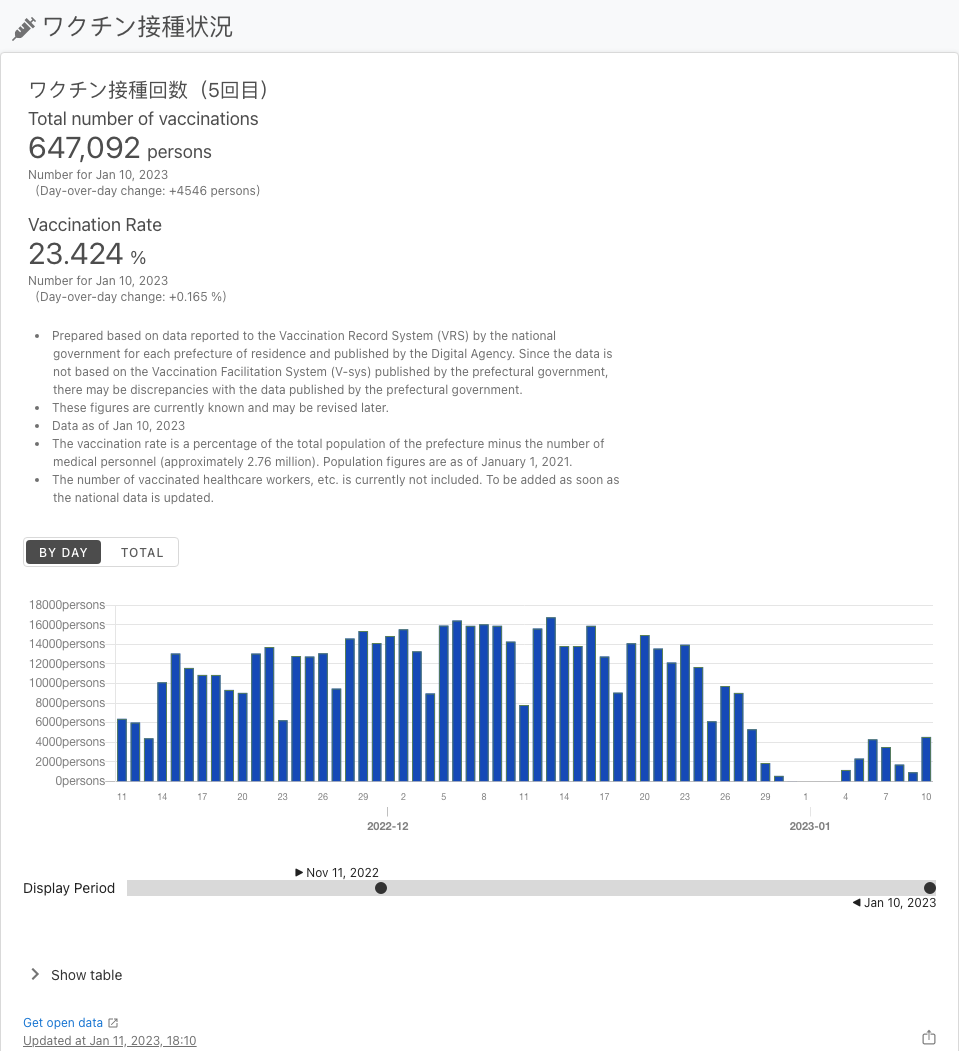 ワクチン接種状況
ワクチン接種回数（5回目）
Total number of vaccinations
647,092 persons
Number for Jan 10, 2023
(Day-over-day change: +4546 persons)
Vaccination Rate
23.424 %
Number for Jan 10, 2023
(Day-over-day change: +0.165 %)
• Prepared based on data reported to the Vaccination Record System (VRS) by the national
government for each prefecture of residence and published by the Digital Agency. Since the data is
not based on the Vaccination Facilitation System (V-sys) published by the prefectural government,
there may be discrepancies with the data published by the prefectural government.
• These figures are currently known and may be revised later.
• Data as of Jan 10, 2023
• The vaccination rate is a percentage of the total population of the prefecture minus the number of
medical personnel (approximately 2.76 million). Population figures are as of January 1, 2021.
• The number of vaccinated healthcare workers, etc. is currently not included. To be added as soon as
the national data is updated.
BY DAY TOTAL
18000persons
16000persons
14000persons
12000persons
10000persons
8000persons
6000persons
4000persons
2000persons
0persons
11 14 17 20 23 26 29 2 5 8 11 14 17 20 23 26 29 1 4 7 10
2022-12 2023-01
Nov 11, 2022
Display Period
Jan 10, 2023
Show table
Get open data
Updated at Jan 11, 2023, 18:10